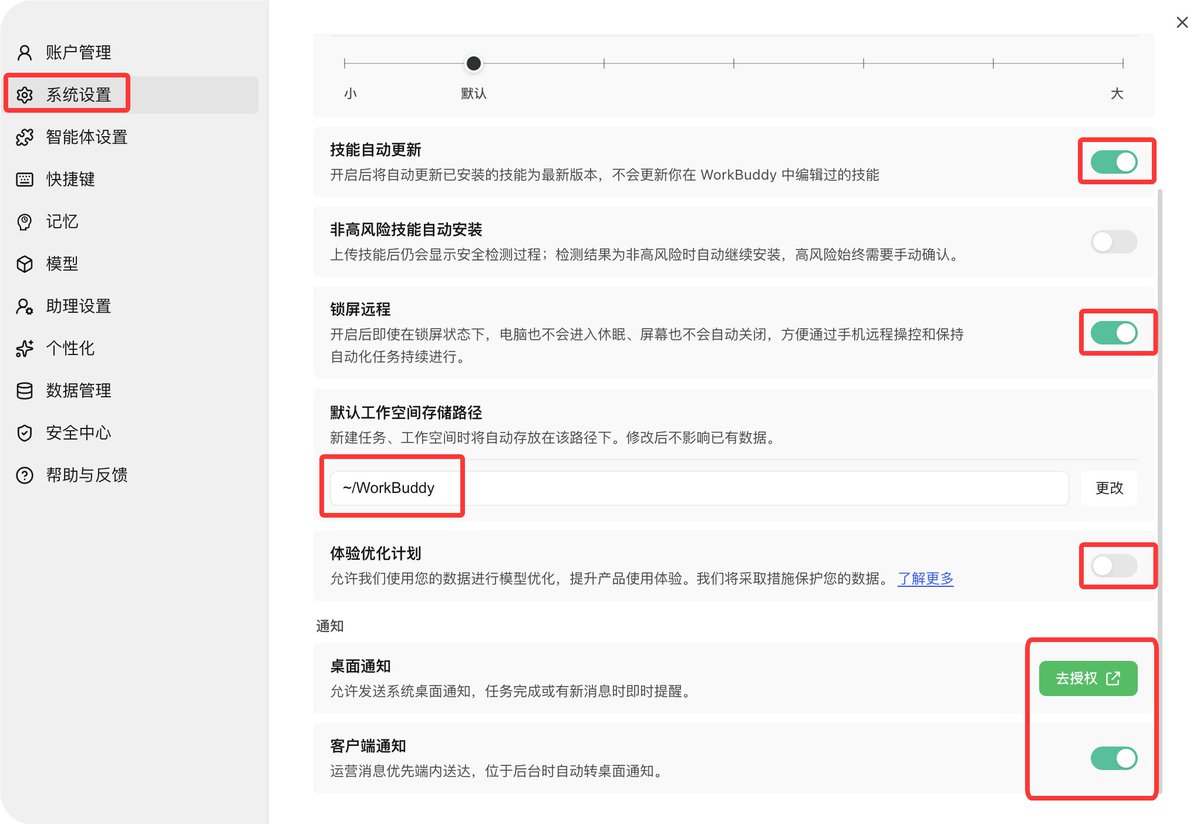 账户管理
系统设置
智能体设置
快捷键
记忆
模型
助理设置
个性化
数据管理
安全中心
帮助与反馈
小
默认
大
技能自动更新
开启后将自动更新已安装的技能为最新版本，不会更新你在 WorkBuddy 中编辑过的技能
非高风险技能自动安装
上传技能后仍会显示安全检测过程；检测结果为非高风险时自动继续安装，高风险始终需要手动确认。
锁屏远程
开启后即使在锁屏状态下，电脑也不会进入休眠、屏幕也不会自动关闭，方便通过手机远程操控和保持
自动化任务持续进行。
默认工作空间存储路径
新建任务、工作空间时将自动存放在该路径下。修改后不影响已有数据。
~/WorkBuddy
更改
体验优化计划
允许我们使用您的数据进行模型优化，提升产品使用体验。我们将采取措施保护您的数据。 了解更多
通知
桌面通知
允许发送系统桌面通知，任务完成或有新消息时即时提醒。
去授权
客户端通知
运营消息优先端内送达，位于后台时自动转桌面通知。